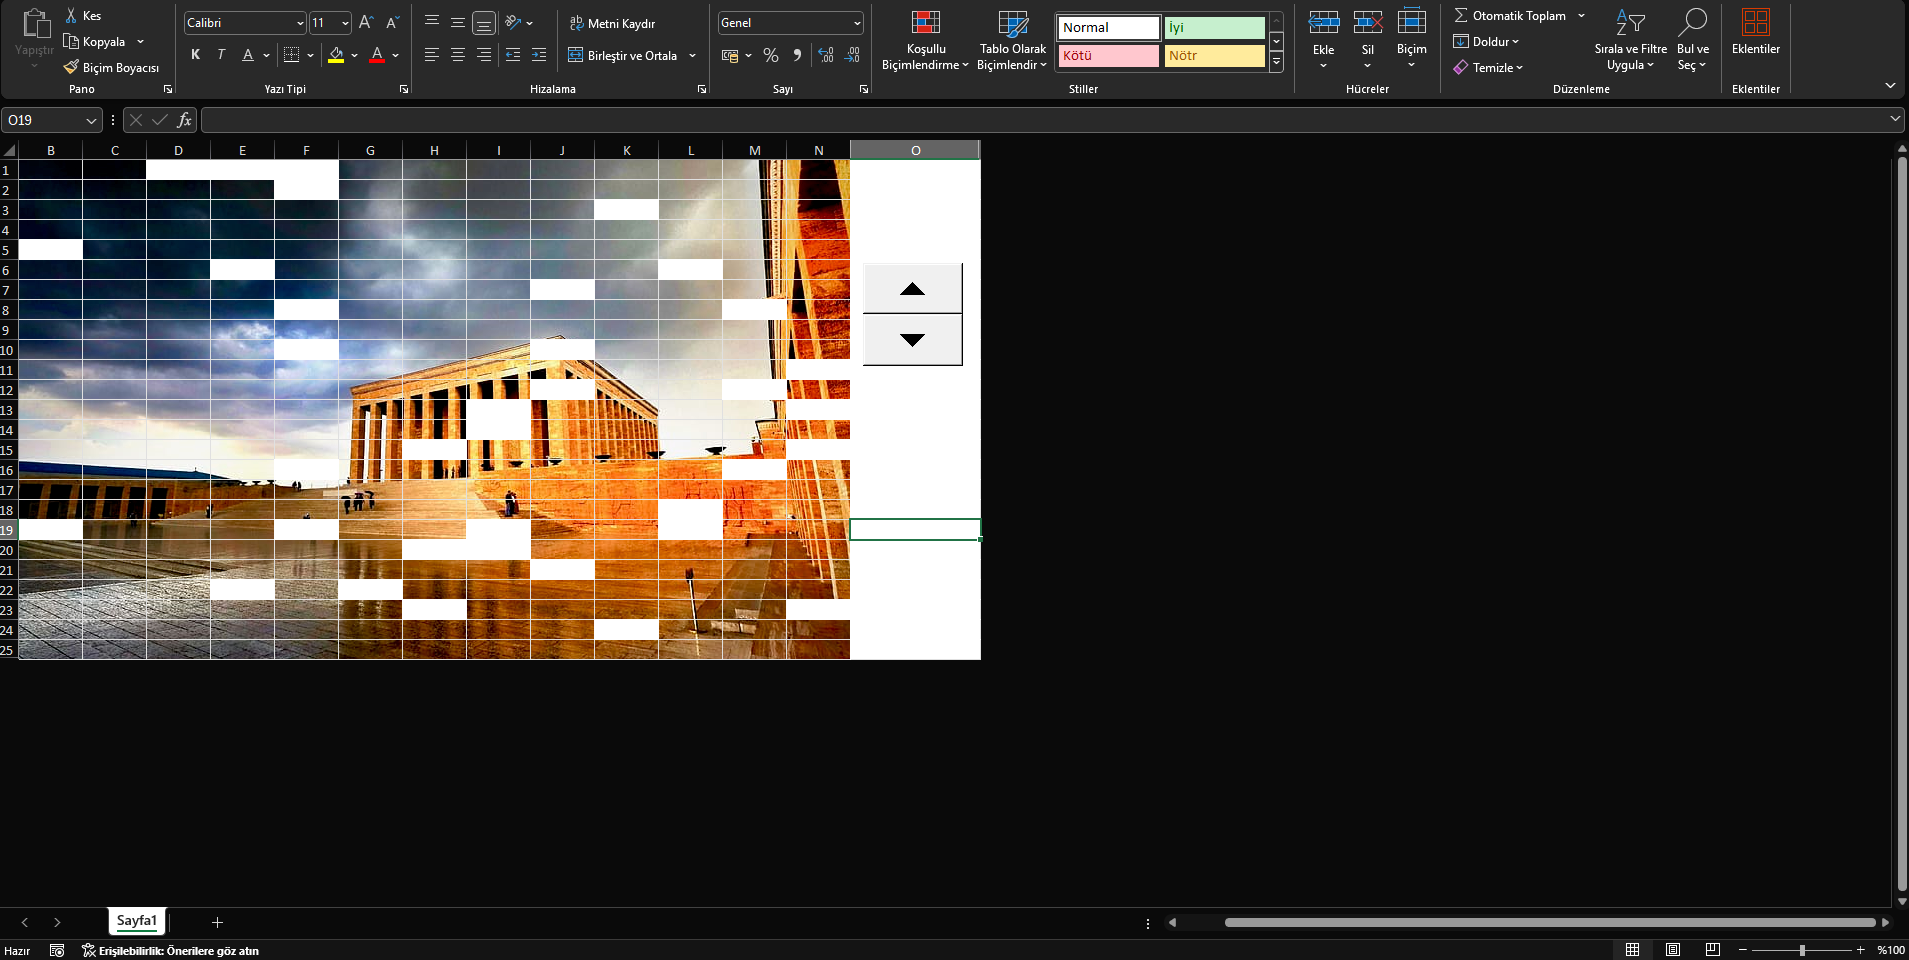 Yapıştır
Kes
Kopyala
Biçim Boyacısı
Pano
Calibri
11
K T A
Yazı Tipi
Metni Kaydır
Birleştir ve Ortala
Hizalama
Genel
Sayı
Koşullu Biçimlendirme
Tablo Olarak Biçimlendir
Normal
İyi
Kötü
Nötr
Stiller
Ekle
Sil
Biçim
Hücreler
Otomatik Toplam
Doldur
Temizle
Sırala ve Filtre Uygula
Bul ve Seç
Düzenleme
Eklentiler
Eklentiler
O19
fx
B C D E F G H I J K L M N O
1
2
3
4
5
6
7
8
9
10
11
12
13
14
15
16
17
18
19
20
21
22
23
24
25
Sayfa1
Hazır
Erişilebilirlik: Önerilere göz atın
%100